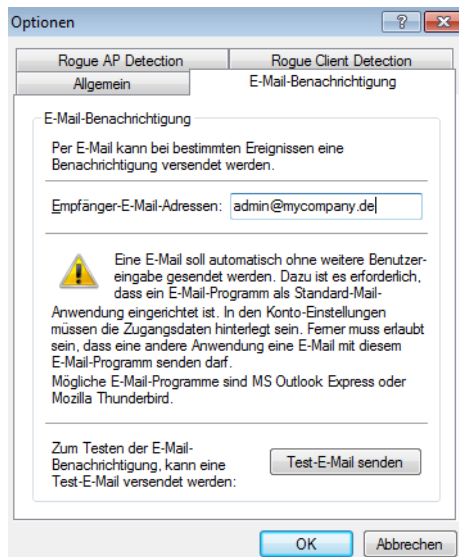 Optionen
Rogue AP Detection
Rogue Client Detection
Allgemein
E-Mail-Benachrichtigung
E-Mail-Benachrichtigung
Per E-Mail kann bei bestimmten Ereignissen eine
Benachrichtigung versendet werden.
Empfänger-E-Mail-Adressen: admin@mycompany.de
Eine E-Mail soll automatisch ohne weitere Benutzer-
eingabe gesendet werden. Dazu ist es erforderlich,
dass ein E-Mail-Programm als Standard-Mail-
Anwendung eingerichtet ist. In den Konto-Einstellungen
müssen die Zugangsdaten hinterlegt sein. Ferner muss erlaubt
sein, dass eine andere Anwendung eine E-Mail mit diesem
E-Mail-Programm senden darf.
Mögliche E-Mail-Programme sind MS Outlook Express oder
Mozilla Thunderbird.
Zum Testen der E-Mail-
Benachrichtigung, kann eine
Test-E-Mail versendet werden:
Test-E-Mail senden
OK
Abbrechen